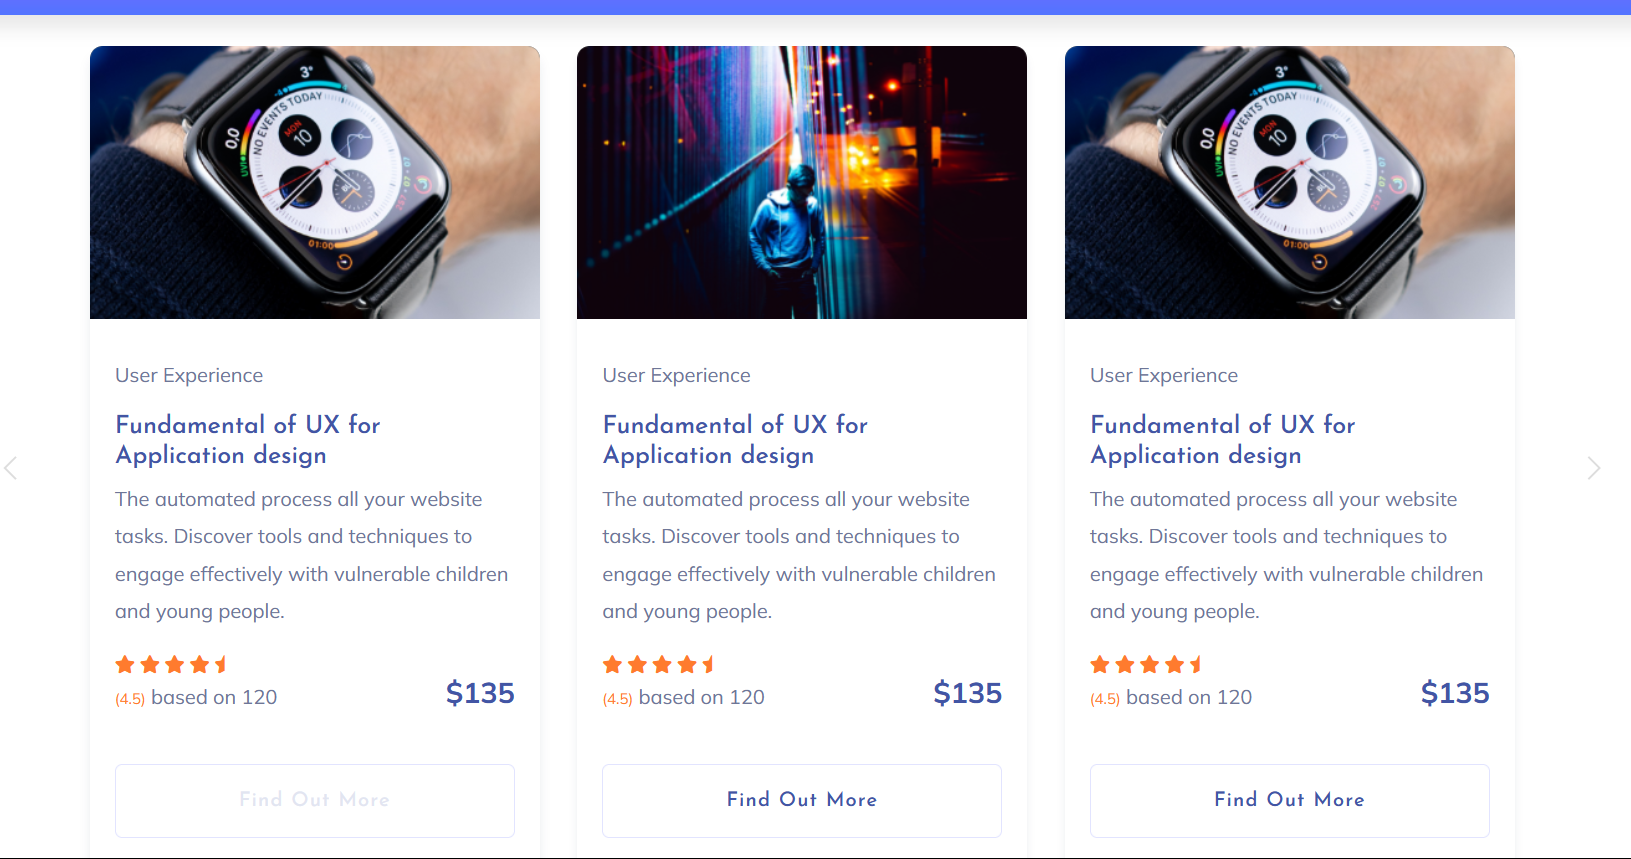 3°
NO EVENTS TODAY
MON
10
0.0
UVI
01:00
User Experience
Fundamental of UX for
Application design
The automated process all your website
tasks. Discover tools and techniques to
engage effectively with vulnerable children
and young people.
(4.5) based on 120
$135
Find Out More
User Experience
Fundamental of UX for
Application design
The automated process all your website
tasks. Discover tools and techniques to
engage effectively with vulnerable children
and young people.
(4.5) based on 120
$135
Find Out More
3°
NO EVENTS TODAY
MON
10
0.0
UVI
01:00
User Experience
Fundamental of UX for
Application design
The automated process all your website
tasks. Discover tools and techniques to
engage effectively with vulnerable children
and young people.
(4.5) based on 120
$135
Find Out More